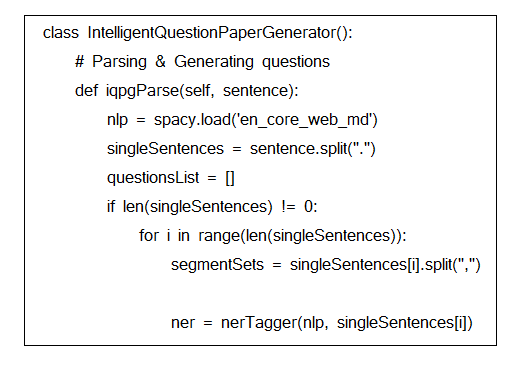 class IntelligentQuestionPaperGenerator():
# Parsing & Generating questions
def iqpgParse(self, sentence):
nlp = spacy.load('en_core_web_md')
singleSentences = sentence.split(".")
questionsList = []
if len(singleSentences) != 0:
for i in range(len(singleSentences)):
segmentSets = singleSentences[i].split(",")
ner = nerTagger(nlp, singleSentences[i])